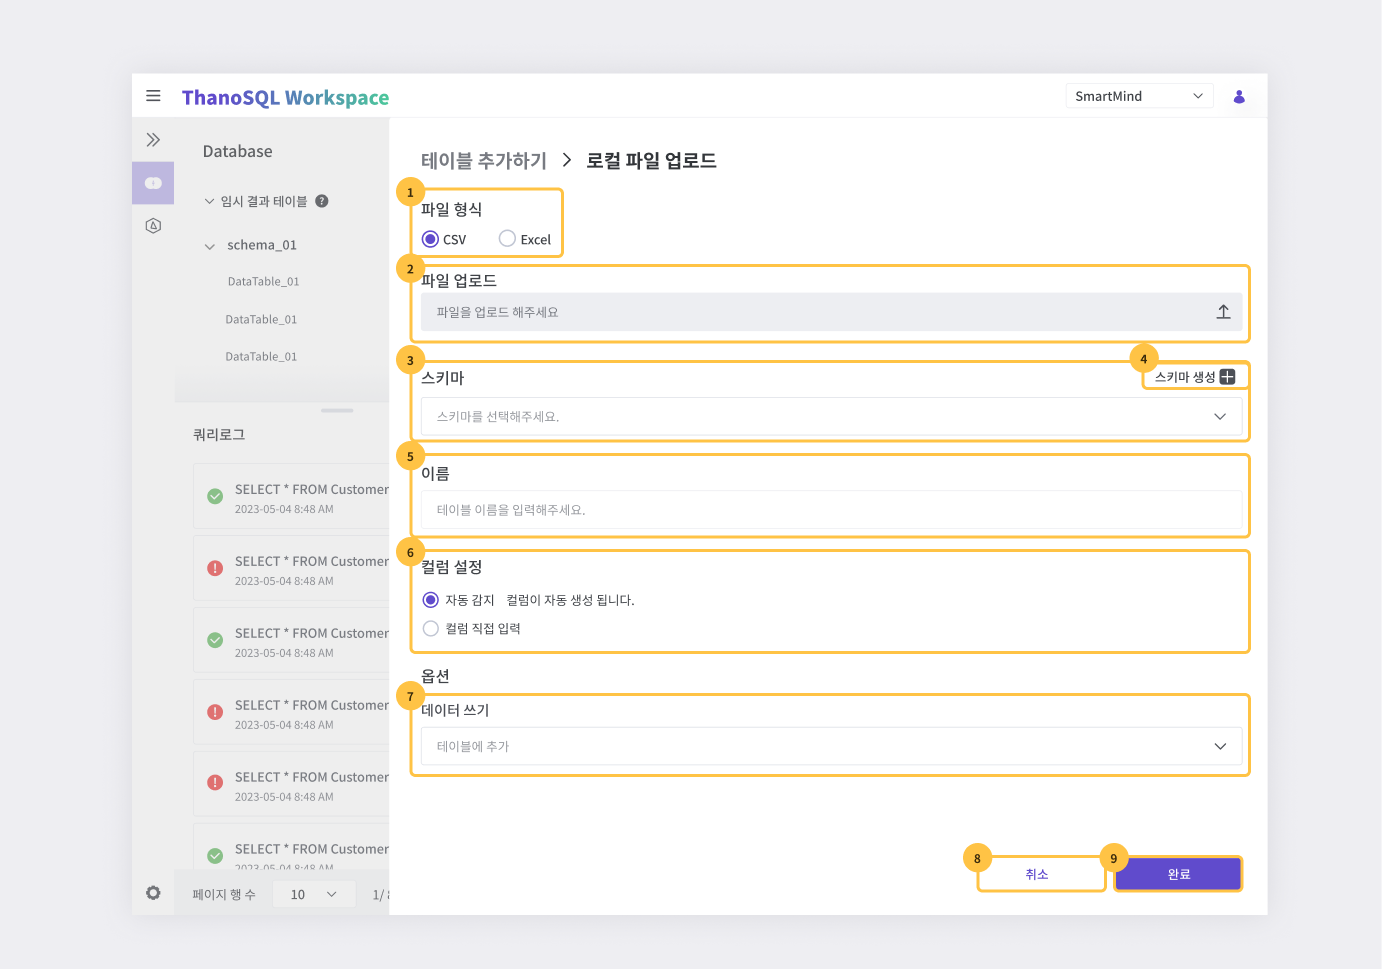 ThanoSQL Workspace
SmartMind
Database
임시 결과 테이블 ?
schema_01
DataTable_01
DataTable_01
DataTable_01
쿼리로그
SELECT * FROM Customer
2023-05-04 8:48 AM
SELECT * FROM Customer
2023-05-04 8:48 AM
SELECT * FROM Customer
2023-05-04 8:48 AM
SELECT * FROM Customer
2023-05-04 8:48 AM
SELECT * FROM Customer
2023-05-04 8:48 AM
SELECT * FROM Customer
2023-05-04 8:48 AM
페이지 행 수 10 1/
테이블 추가하기 > 로컬 파일 업로드
1
파일 형식
CSV Excel
2
파일 업로드
파일을 업로드 해주세요
3
스키마
4
스키마 생성
스키마를 선택해주세요.
5
이름
테이블 이름을 입력해주세요.
6
컬럼 설정
자동 감지 컬럼이 자동 생성 됩니다.
컬럼 직접 입력
옵션
7
데이터 쓰기
테이블에 추가
8
취소
9
완료